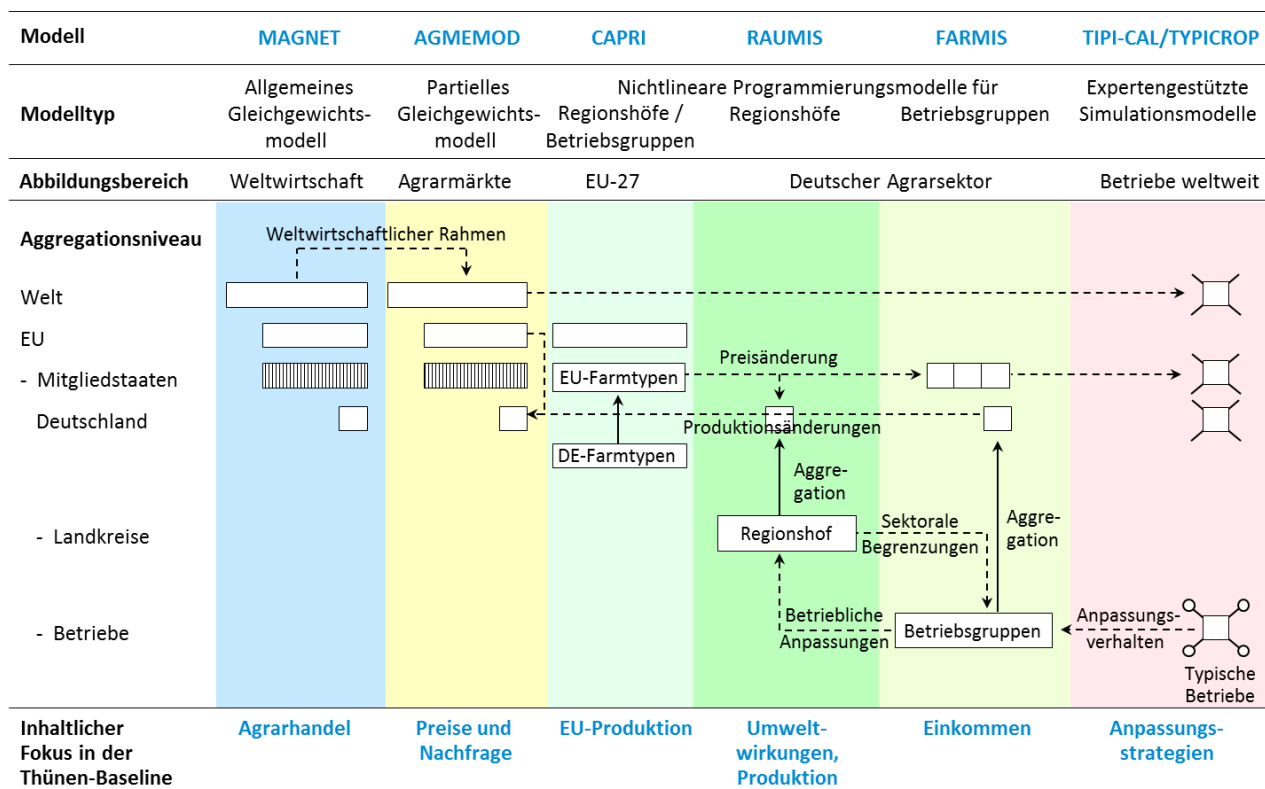 Modell MAGNET AGMEMOD CAPRI RAUMIS FARMIS TIPI-CAL/TYPICROP
Allgemeines Partielles Nichtlineare Programmierungsmodelle für Expertengestützte
Modelltyp Gleichgewichts- Gleichgewichts- Regionshöfe / Regionshöfe Betriebsgruppen Simulationsmodelle
modell modell Betriebsgruppen
Abbildungsbereich Weltwirtschaft Agrarmärkte EU-27 Deutscher Agrarsektor Betriebe weltweit
Aggregationsniveau Weltwirtschaftlicher Rahmen
Welt
EU
Preisänderung
- Mitgliedstaaten EU-Farmtypen
Deutschland Produktionsänderungen
DE-Farmtypen
Aggre-
gation
Sektorale Aggre-
- Landkreise Regionshof Begrenzungen gation
Betriebliche Anpassungs-
- Betriebe Anpassungen Betriebsgruppen verhalten
Typische
Betriebe
Inhaltlicher Agrarhandel Preise und EU-Produktion Umwelt- Einkommen Anpassungs-
Fokus in der Nachfrage wirkungen, strategien
Thünen-Baseline Produktion